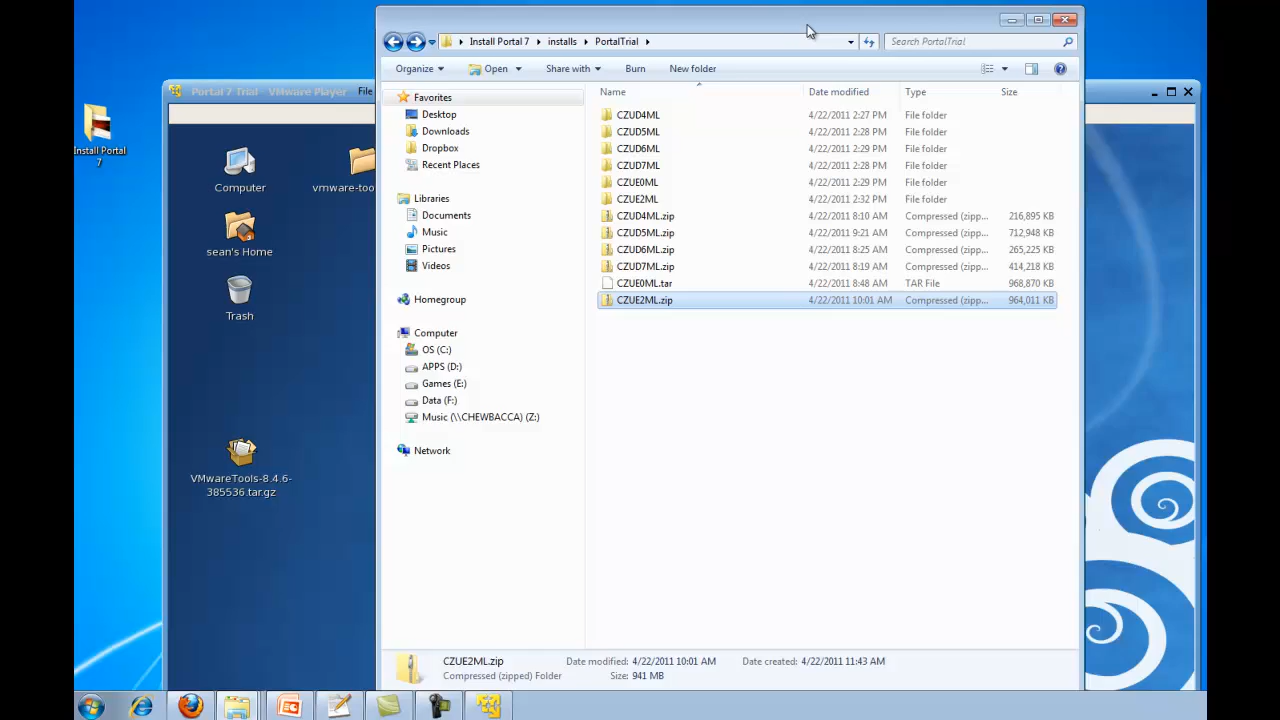 Install Portal 7 installs PortalTrial Search PortalTrial
Organize Open Share with Burn New folder
Portal 7 Trial - VMware Player File
Install Portal
7
Computer
vmware-too
sean's Home
Trash
VMwareTools-8.4.6-
385536.tar.gz
Favorites
Desktop
Downloads
Dropbox
Recent Places
Libraries
Documents
Music
Pictures
Videos
Homegroup
Computer
OS (C:)
APPS (D:)
Games (E:)
Data (F:)
Music (\\CHEWBACCA) (Z:)
Network
Name Date modified Type Size
CZUD4ML 4/22/2011 2:27 PM File folder
CZUD5ML 4/22/2011 2:28 PM File folder
CZUD6ML 4/22/2011 2:29 PM File folder
CZUD7ML 4/22/2011 2:28 PM File folder
CZUE0ML 4/22/2011 2:29 PM File folder
CZUE2ML 4/22/2011 2:32 PM File folder
CZUD4ML.zip 4/22/2011 8:10 AM Compressed (zipp... 216,895 KB
CZUD5ML.zip 4/22/2011 9:21 AM Compressed (zipp... 712,948 KB
CZUD6ML.zip 4/22/2011 8:25 AM Compressed (zipp... 265,225 KB
CZUD7ML.zip 4/22/2011 8:19 AM Compressed (zipp... 414,218 KB
CZUE0ML.tar 4/22/2011 8:48 AM TAR File 968,870 KB
CZUE2ML.zip 4/22/2011 10:01 AM Compressed (zipp... 964,011 KB
CZUE2ML.zip Date modified: 4/22/2011 10:01 AM Date created: 4/22/2011 11:43 AM
Compressed (zipped) Folder Size: 941 MB